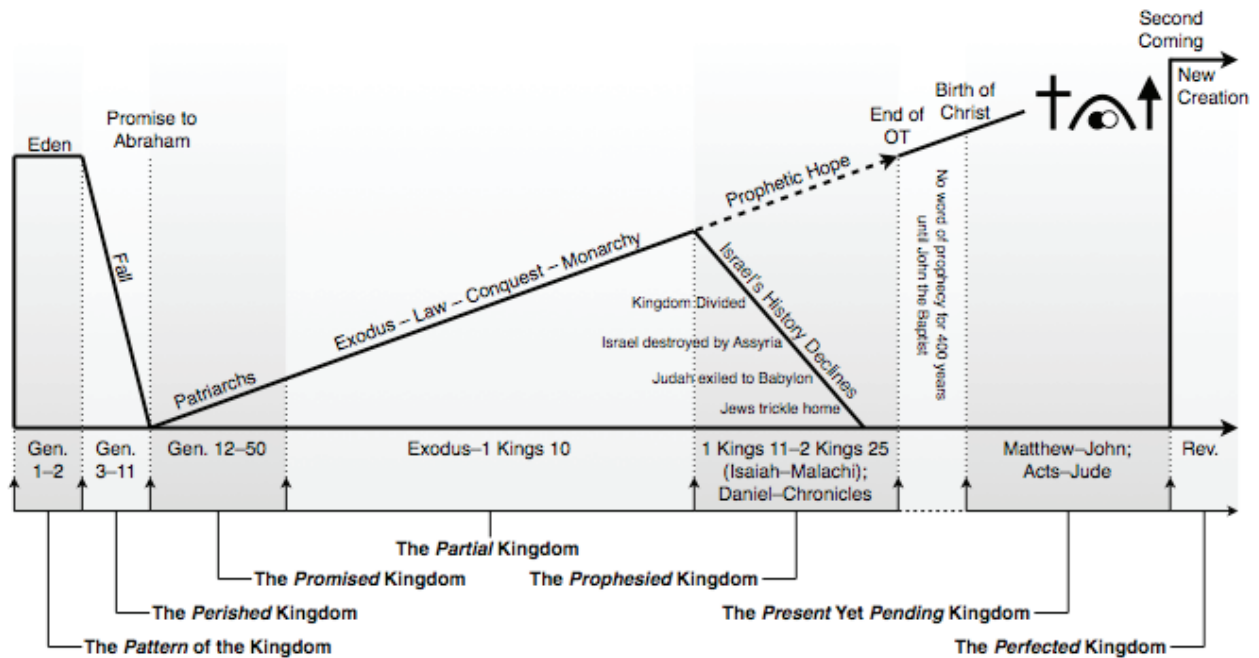 Second
Coming
New
Creation
Birth of
Christ
End of
OT
Promise to
Abraham
Eden
Fall
Prophetic Hope
Patriarchs
Exodus – Law – Conquest – Monarchy
Israel's History Declines
Kingdom Divided
Israel destroyed by Assyria
Judah exiled to Babylon
Jews trickle home
No word of prophecy for 400 years
until John the Baptist
Gen.
1–2
Gen.
3–11
Gen. 12–50
Exodus–1 Kings 10
1 Kings 11–2 Kings 25
(Isaiah–Malachi);
Daniel–Chronicles
Matthew–John;
Acts–Jude
Rev.
The Partial Kingdom
The Promised Kingdom
The Prophesied Kingdom
The Perished Kingdom
The Present Yet Pending Kingdom
The Pattern of the Kingdom
The Perfected Kingdom